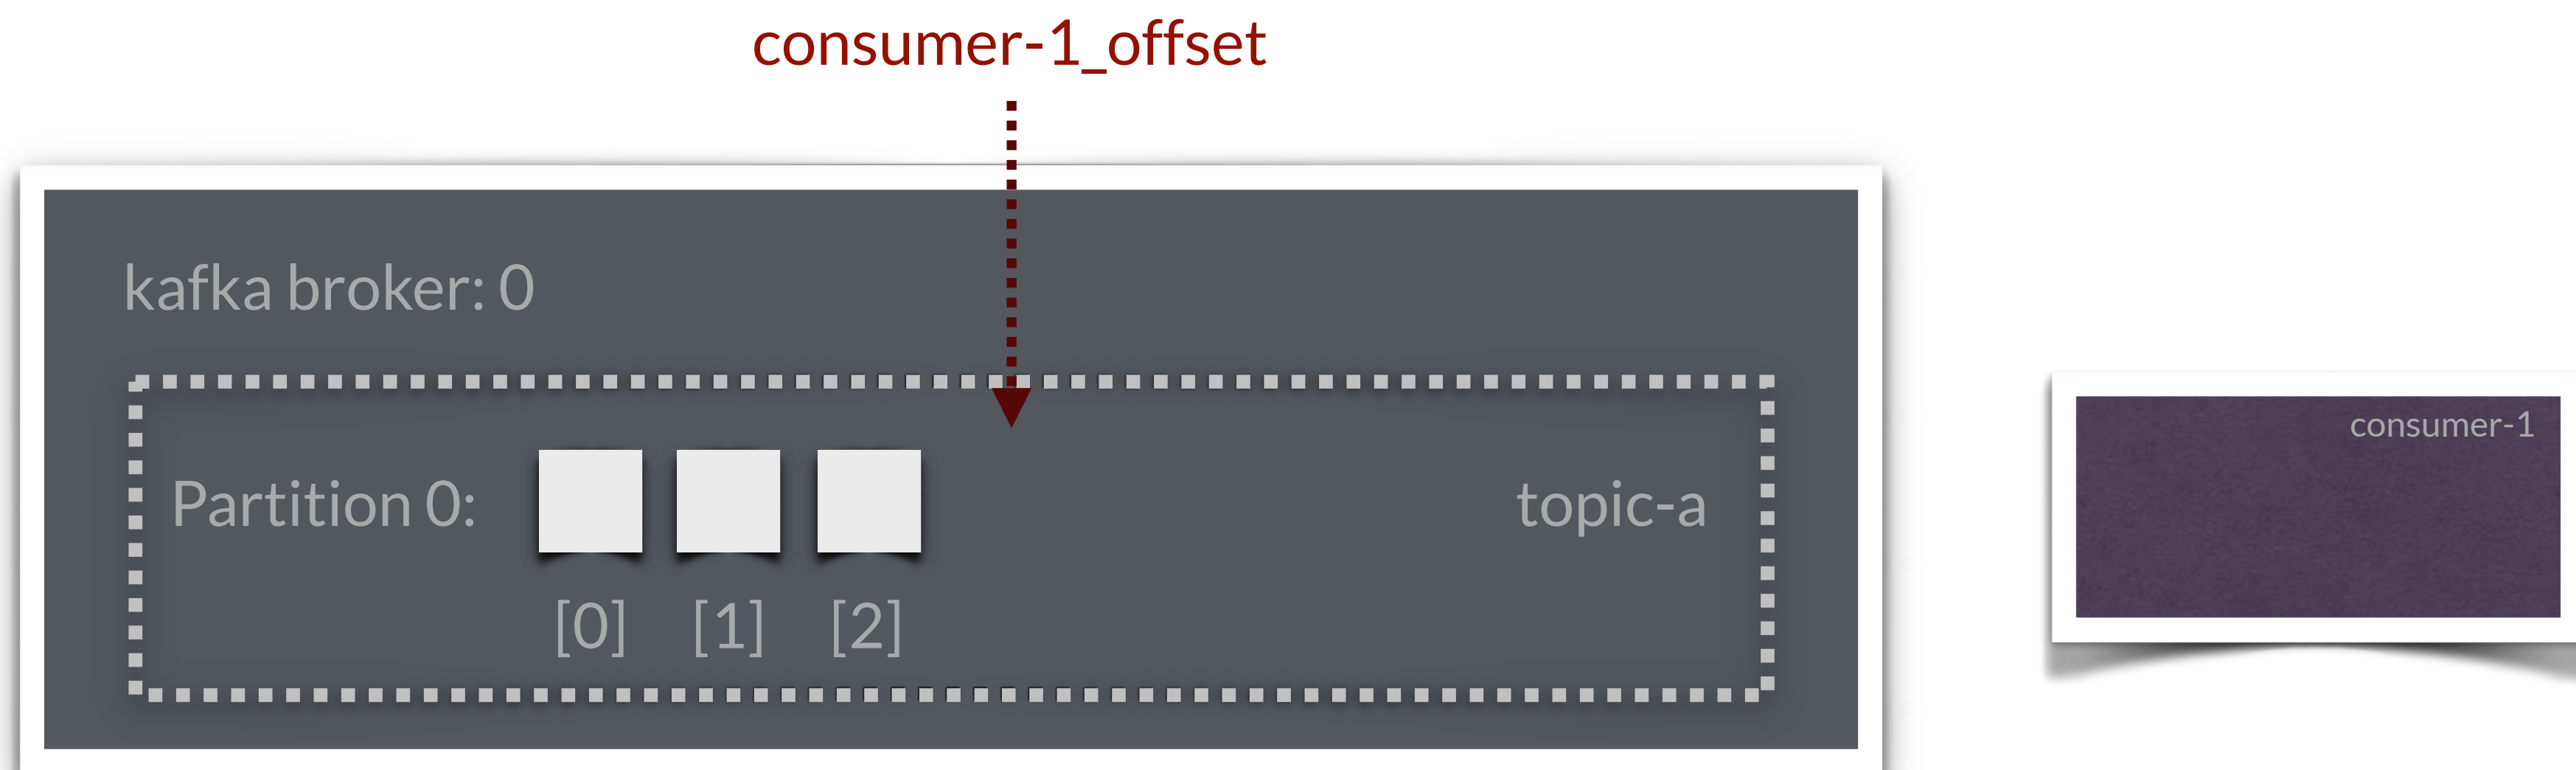 consumer-1_offset
kafka broker: 0
consumer-1
Partition 0:
topic-a
[0] [1] [2]